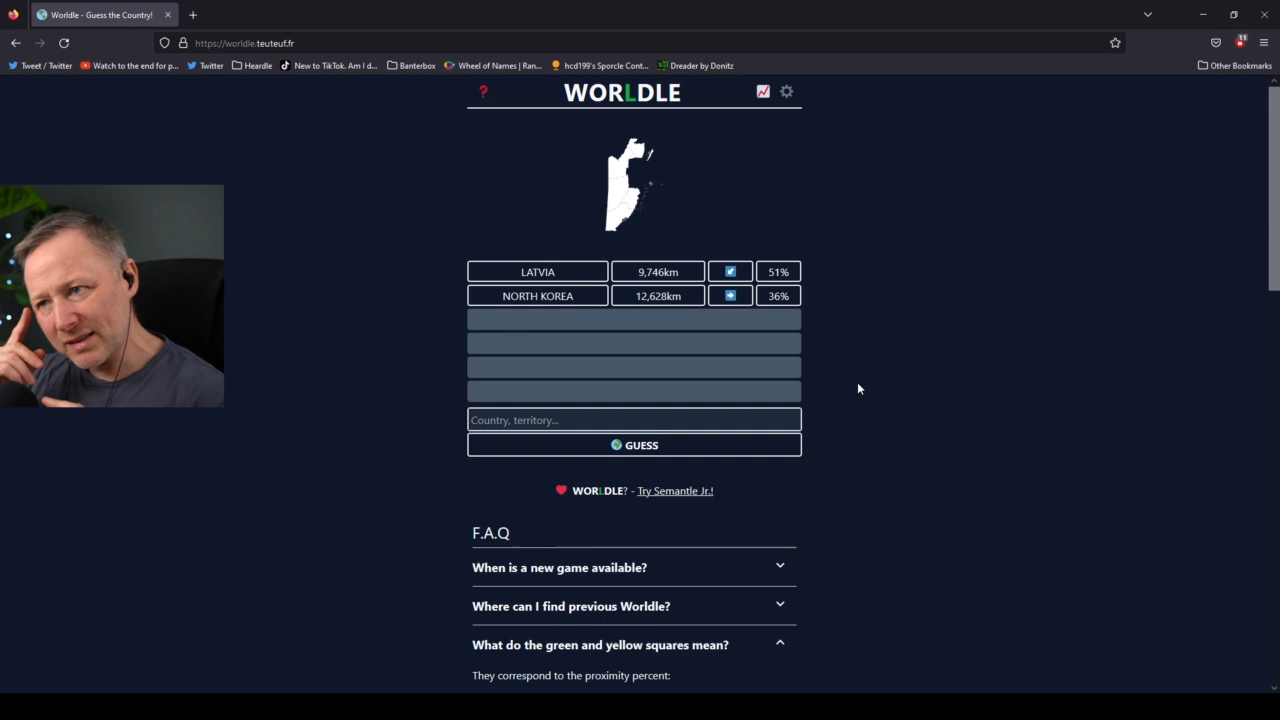 Worldle - Guess the Country!
https://worldle.teuteuf.fr
11
Tweet / Twitter
Watch to the end for p...
Twitter
Heardle
New to TikTok. Am I d...
Banterbox
Wheel of Names | Ran...
hcd199's Sporcle Cont...
Dreader by Donitz
Other Bookmarks
? WORLDLE
LATVIA 9,746km 51%
NORTH KOREA 12,628km 36%
Country, territory...
GUESS
WORLDLE? - Try Semantle Jr.!
F.A.Q
When is a new game available?
Where can I find previous Worldle?
What do the green and yellow squares mean?
They correspond to the proximity percent: